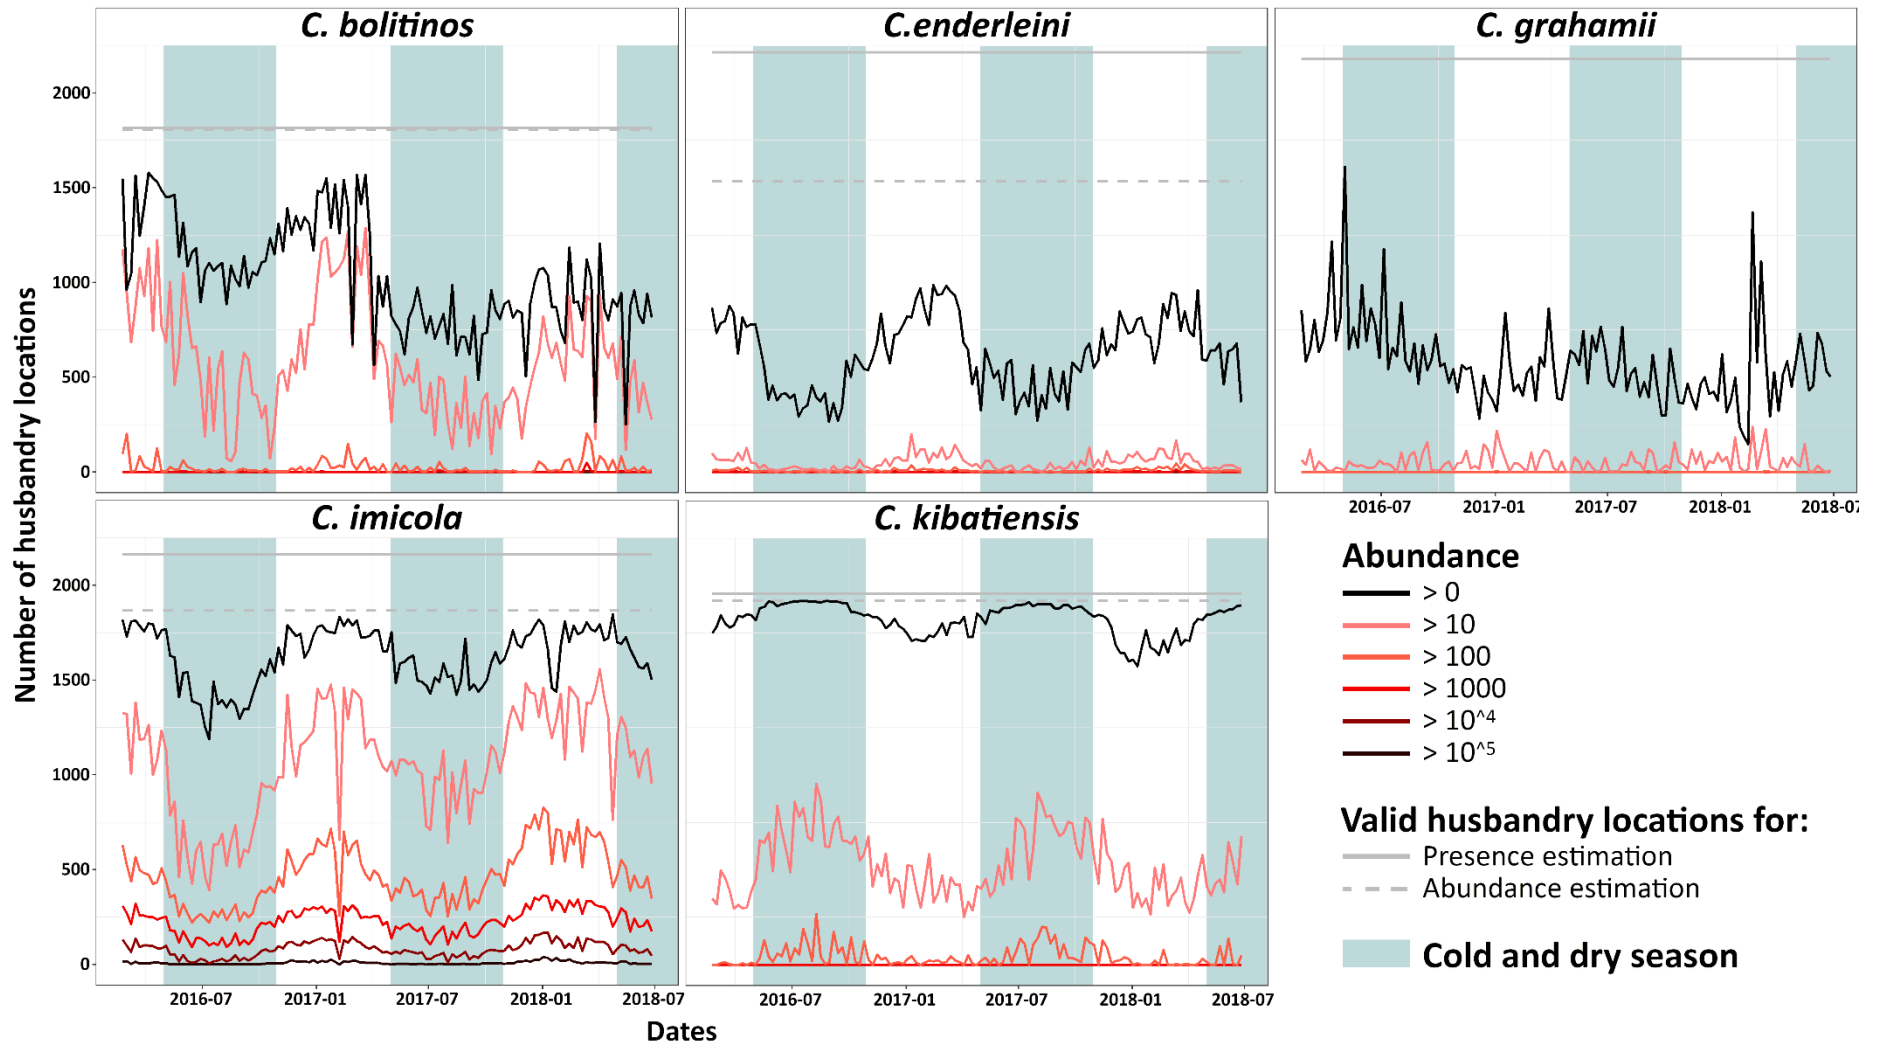 C. bolitinos
C.enderleini
C. grahamii
Number of husbandry locations
2000
1500
1000
500
0
2016-07
2017-01
2017-07
2018-01
2018-07
C. imicola
C. kibatiensis
2000
1500
1000
500
0
2016-07
2017-01
2017-07
2018-01
2018-07
2016-07
2017-01
2017-07
2018-01
2018-07
Dates
Abundance
> 0
> 10
> 100
> 1000
> 10^4
> 10^5
Valid husbandry locations for:
Presence estimation
Abundance estimation
Cold and dry season